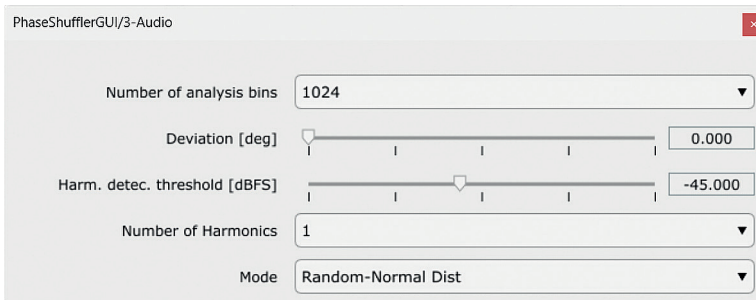 PhaseShufflerGUI/3-Audio
Number of analysis bins 1024
Deviation [deg] 0.000
Harm. detec. threshold [dBFS] -45.000
Number of Harmonics 1
Mode Random-Normal Dist